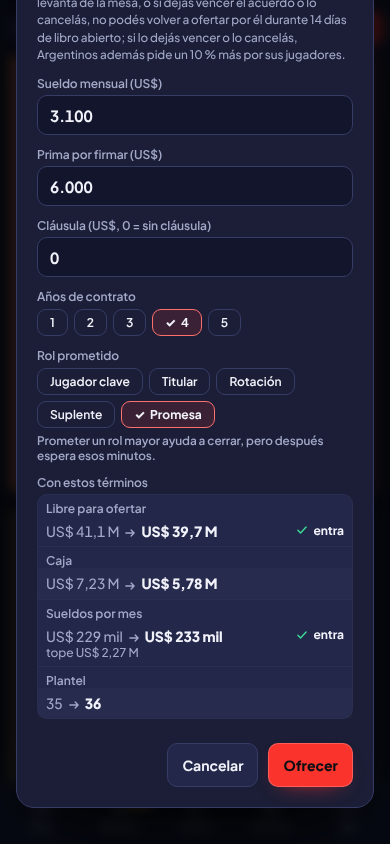 levanta de la mesa, o si dejás vencer el acuerdo o lo
cancelás, no podés volver a ofertar por él durante 14 días
de libro abierto; si lo dejás vencer o lo cancelás,
Argentinos además pide un 10 % más por sus jugadores.
Sueldo mensual (US$)
3.100
Prima por firmar (US$)
6.000
Cláusula (US$, 0 = sin cláusula)
0
Años de contrato
1 2 3 ✓ 4 5
Rol prometido
Jugador clave Titular Rotación
Suplente ✓ Promesa
Prometer un rol mayor ayuda a cerrar, pero después
espera esos minutos.
Con estos términos
Libre para ofertar
US$ 41,1 M → US$ 39,7 M ✓ entra
Caja
US$ 7,23 M → US$ 5,78 M
Sueldos por mes
US$ 229 mil → US$ 233 mil ✓ entra
tope US$ 2,27 M
Plantel
35 → 36
Cancelar Ofrecer